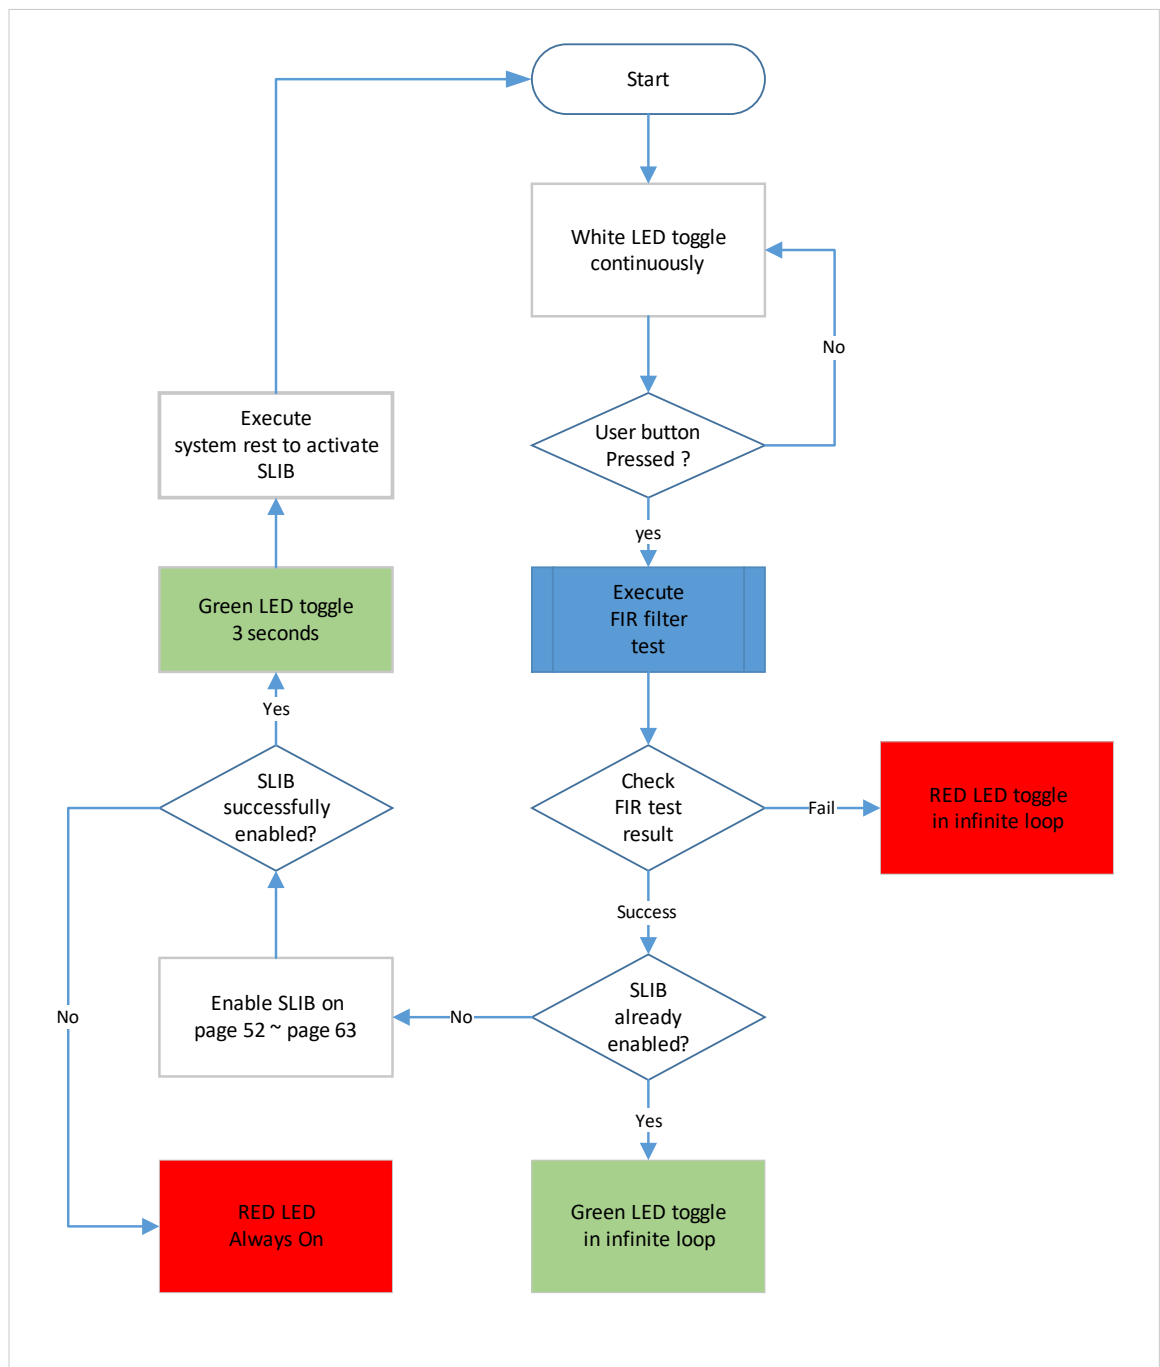 Start
White LED toggle
continuously
No
User button
Pressed ?
yes
Execute
FIR filter
test
Check
FIR test
result
Fail
RED LED toggle
in infinite loop
Success
SLIB
already
enabled?
No
Yes
Green LED toggle
in infinite loop
Enable SLIB on
page 52 ~ page 63
SLIB
successfully
enabled?
Yes
No
Green LED toggle
3 seconds
Execute
system rest to activate
SLIB
RED LED
Always On